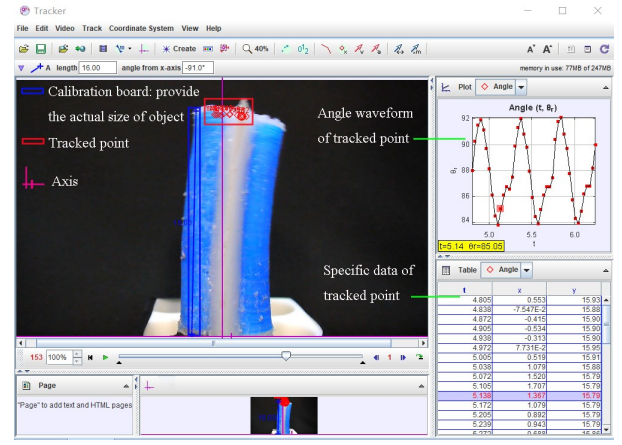 Tracker
File Edit Video Track Coordinate System View Help
Create 40%
A length 16.00 angle from x-axis -91.0°
memory in use: 77MB of 247MB
Calibration board: provide
the actual size of object
Tracked point
Axis
Angle waveform
of tracked point
Specific data of
tracked point
Plot Angle
Angle (t, θr)
92
90
θr 88
86
84
5.0 5.5 6.0
t
t=5.14 θr=85.05
Table Angle
t x y
4.805 0.553 15.93
4.838 -7.547E-2 15.88
4.872 -0.415 15.90
4.905 -0.534 15.90
4.938 -0.313 15.90
4.972 7.731E-2 15.95
5.005 0.519 15.91
5.038 1.079 15.88
5.072 1.520 15.79
5.105 1.707 15.79
5.138 1.367 15.79
5.172 1.079 15.79
5.205 0.892 15.79
5.239 0.943 15.79
153 100% 1
Page
"Page" to add text and HTML pages